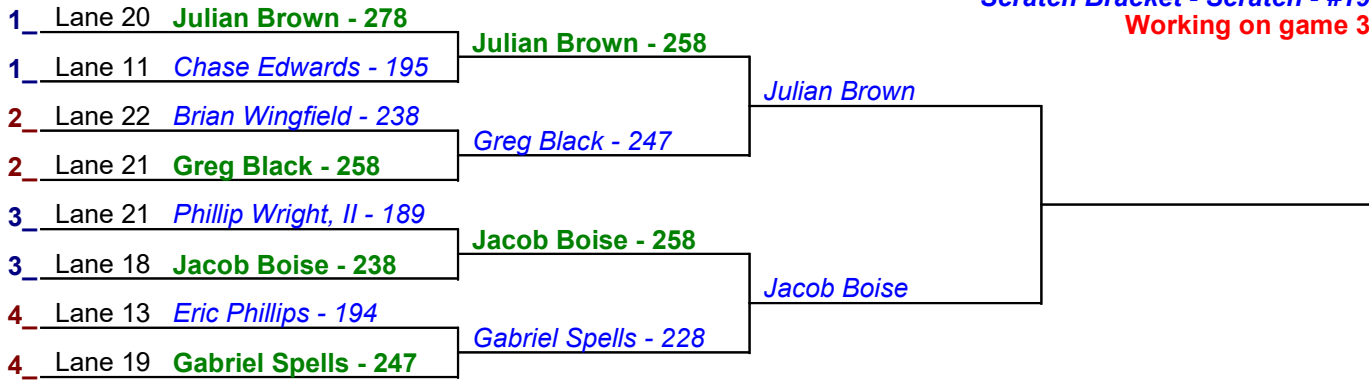 Scratch Bracket - Scratch - #19
Working on game 3
1_ Lane 20 Julian Brown - 278
1_ Lane 11 Chase Edwards - 195
2_ Lane 22 Brian Wingfield - 238
2_ Lane 21 Greg Black - 258
3_ Lane 21 Phillip Wright, II - 189
3_ Lane 18 Jacob Boise - 238
4_ Lane 13 Eric Phillips - 194
4_ Lane 19 Gabriel Spells - 247
Julian Brown - 258
Greg Black - 247
Jacob Boise - 258
Gabriel Spells - 228
Julian Brown
Jacob Boise